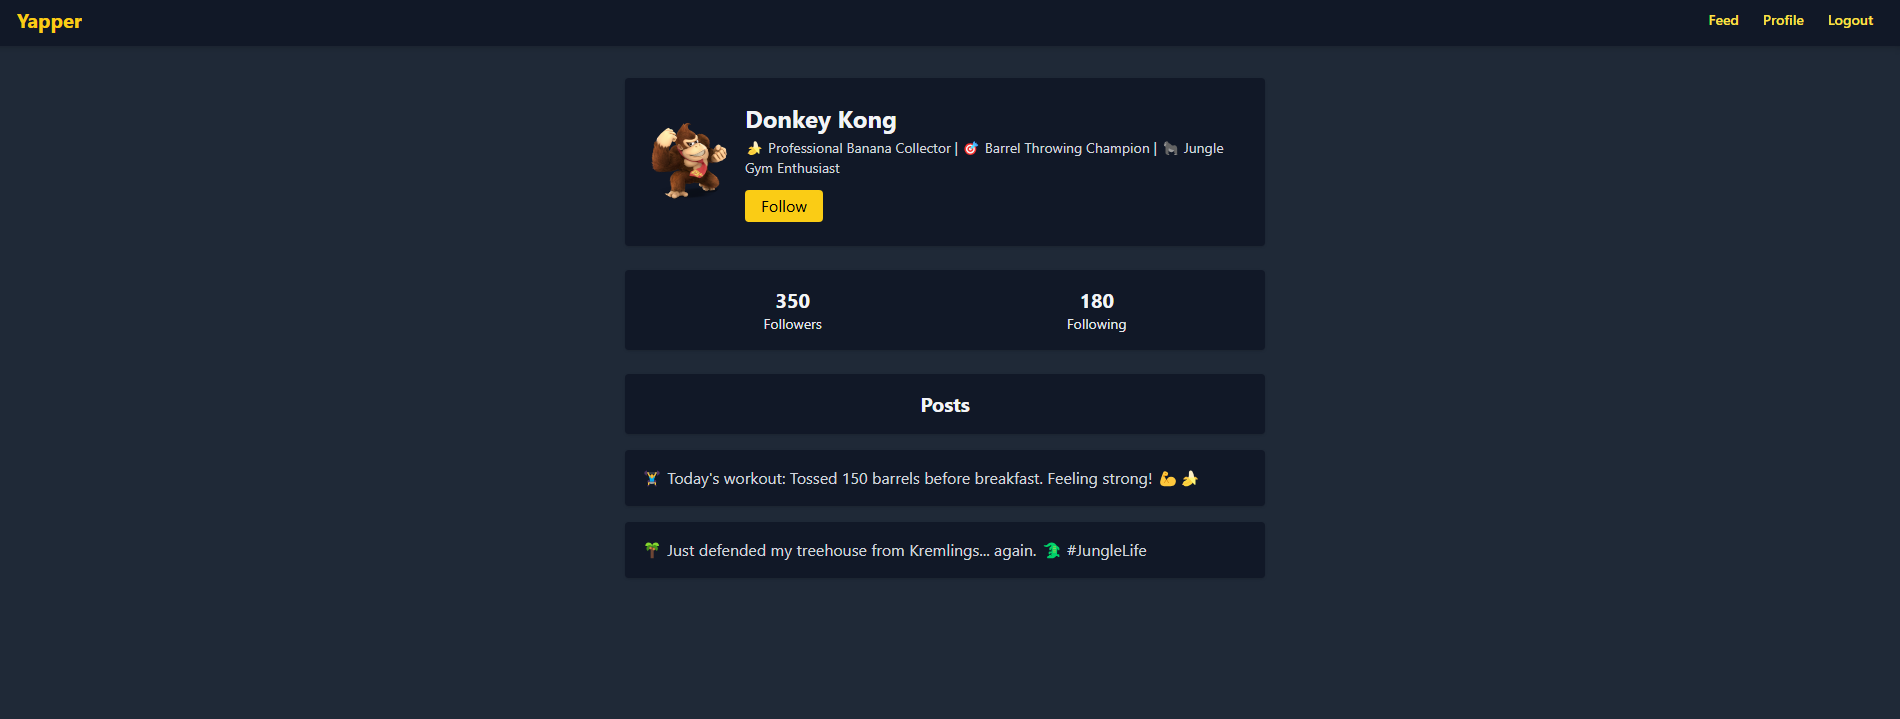 Yapper
Feed Profile Logout
Donkey Kong
🍌 Professional Banana Collector | 🎯 Barrel Throwing Champion | 🦍 Jungle
Gym Enthusiast
Follow
350
Followers
180
Following
Posts
🏋️ Today's workout: Tossed 150 barrels before breakfast. Feeling strong! 💪🍌
🌴 Just defended my treehouse from Kremlings... again. 🐊 #JungleLife